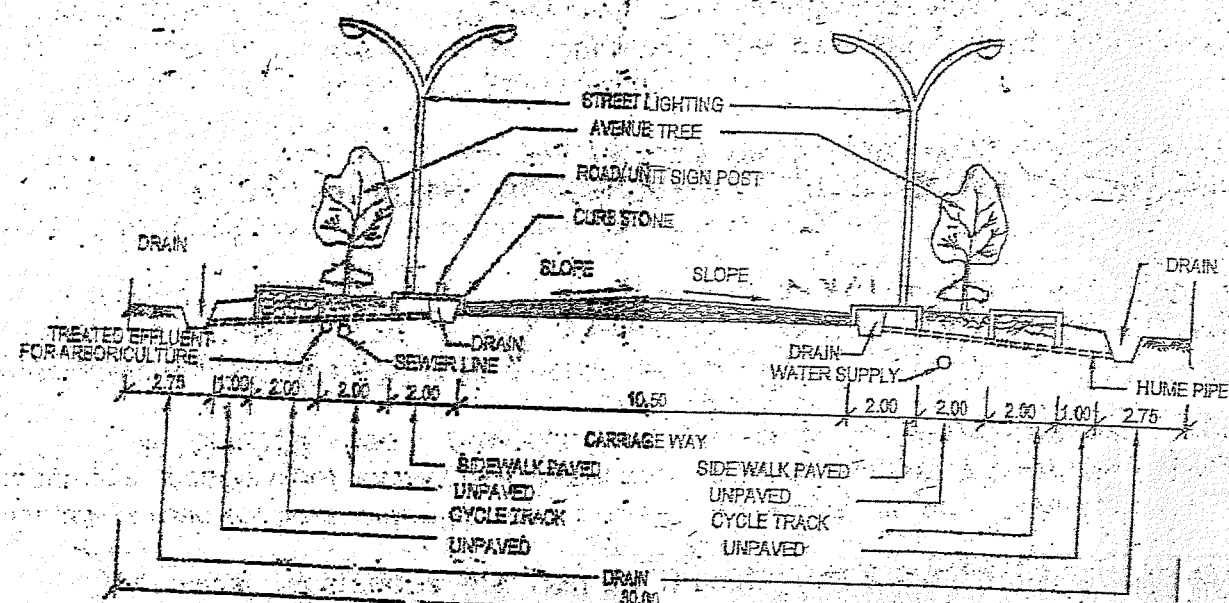 STREET LIGHTING
AVENUE TREE
ROAD/UNIT SIGN POST
CURB STONE
DRAIN
SLOPE
SLOPE
DRAIN
TREATED EFFLUENT
FOR ARBORICULTURE
SEWER LINE
DRAIN
DRAIN
WATER SUPPLY
HUME PIPE
2.75 1.00 2.00 2.00 2.00 10.50 2.00 2.00 2.00 1.00 2.75
CARRIAGE WAY
SIDEWALK PAVED
SIDE WALK PAVED
UNPAVED
UNPAVED
CYCLE TRACK
CYCLE TRACK
UNPAVED
UNPAVED
DRAIN
30.00